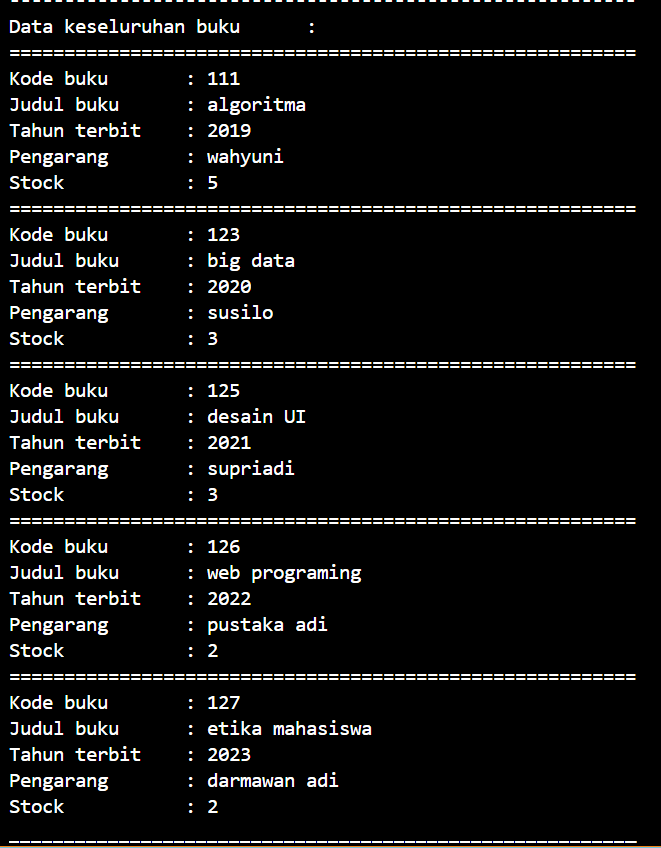 ---------------------------------------------------------
Data keseluruhan buku      :
=========================================================
Kode buku       : 111
Judul buku      : algoritma
Tahun terbit    : 2019
Pengarang       : wahyuni
Stock           : 5
=========================================================
Kode buku       : 123
Judul buku      : big data
Tahun terbit    : 2020
Pengarang       : susilo
Stock           : 3
=========================================================
Kode buku       : 125
Judul buku      : desain UI
Tahun terbit    : 2021
Pengarang       : supriadi
Stock           : 3
=========================================================
Kode buku       : 126
Judul buku      : web programing
Tahun terbit    : 2022
Pengarang       : pustaka adi
Stock           : 2
=========================================================
Kode buku       : 127
Judul buku      : etika mahasiswa
Tahun terbit    : 2023
Pengarang       : darmawan adi
Stock           : 2